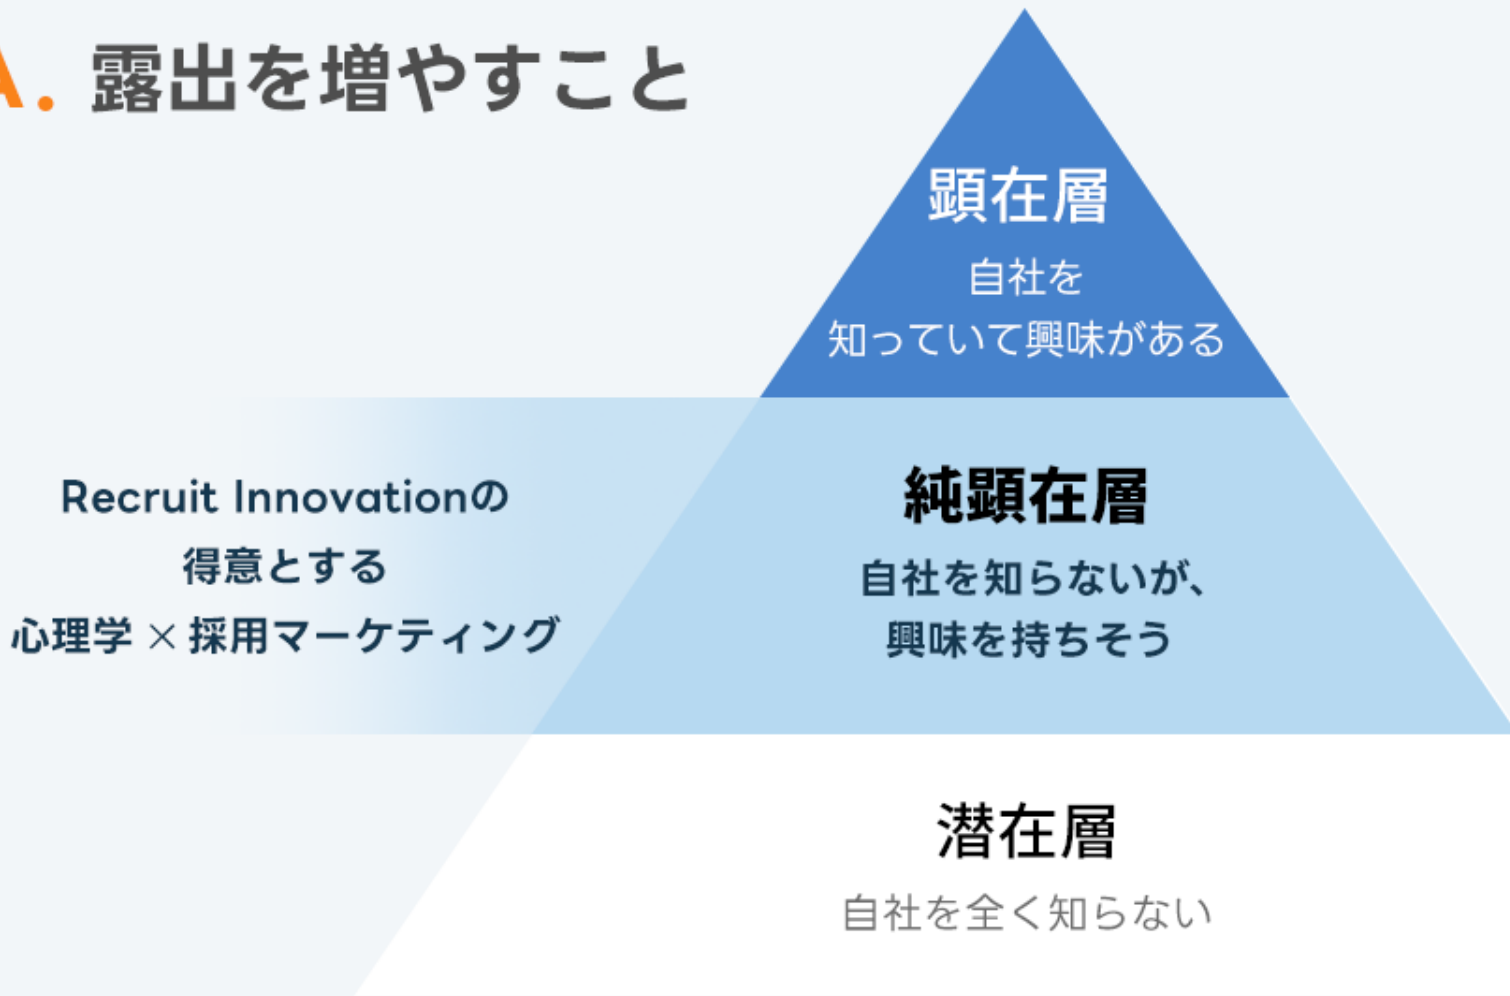 A. 露出を増やすこと
顕在層
自社を
知っていて興味がある
Recruit Innovationの
得意とする
心理学 × 採用マーケティング
純顕在層
自社を知らないが、
興味を持ちそう
潜在層
自社を全く知らない